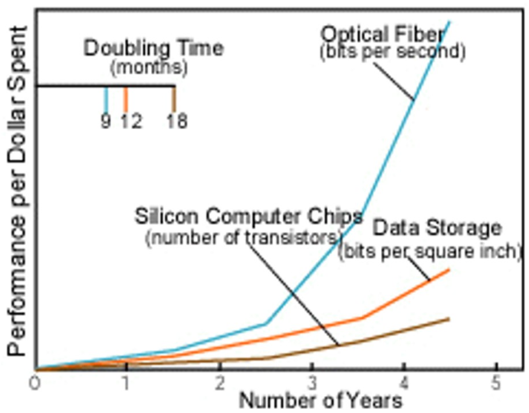 Performance per Dollar Spent
Doubling Time
(months)
9 12 18
Optical Fiber
(bits per second)
Silicon Computer Chips
(number of transistors)
Data Storage
(bits per square inch)
0 1 2 3 4 5
Number of Years